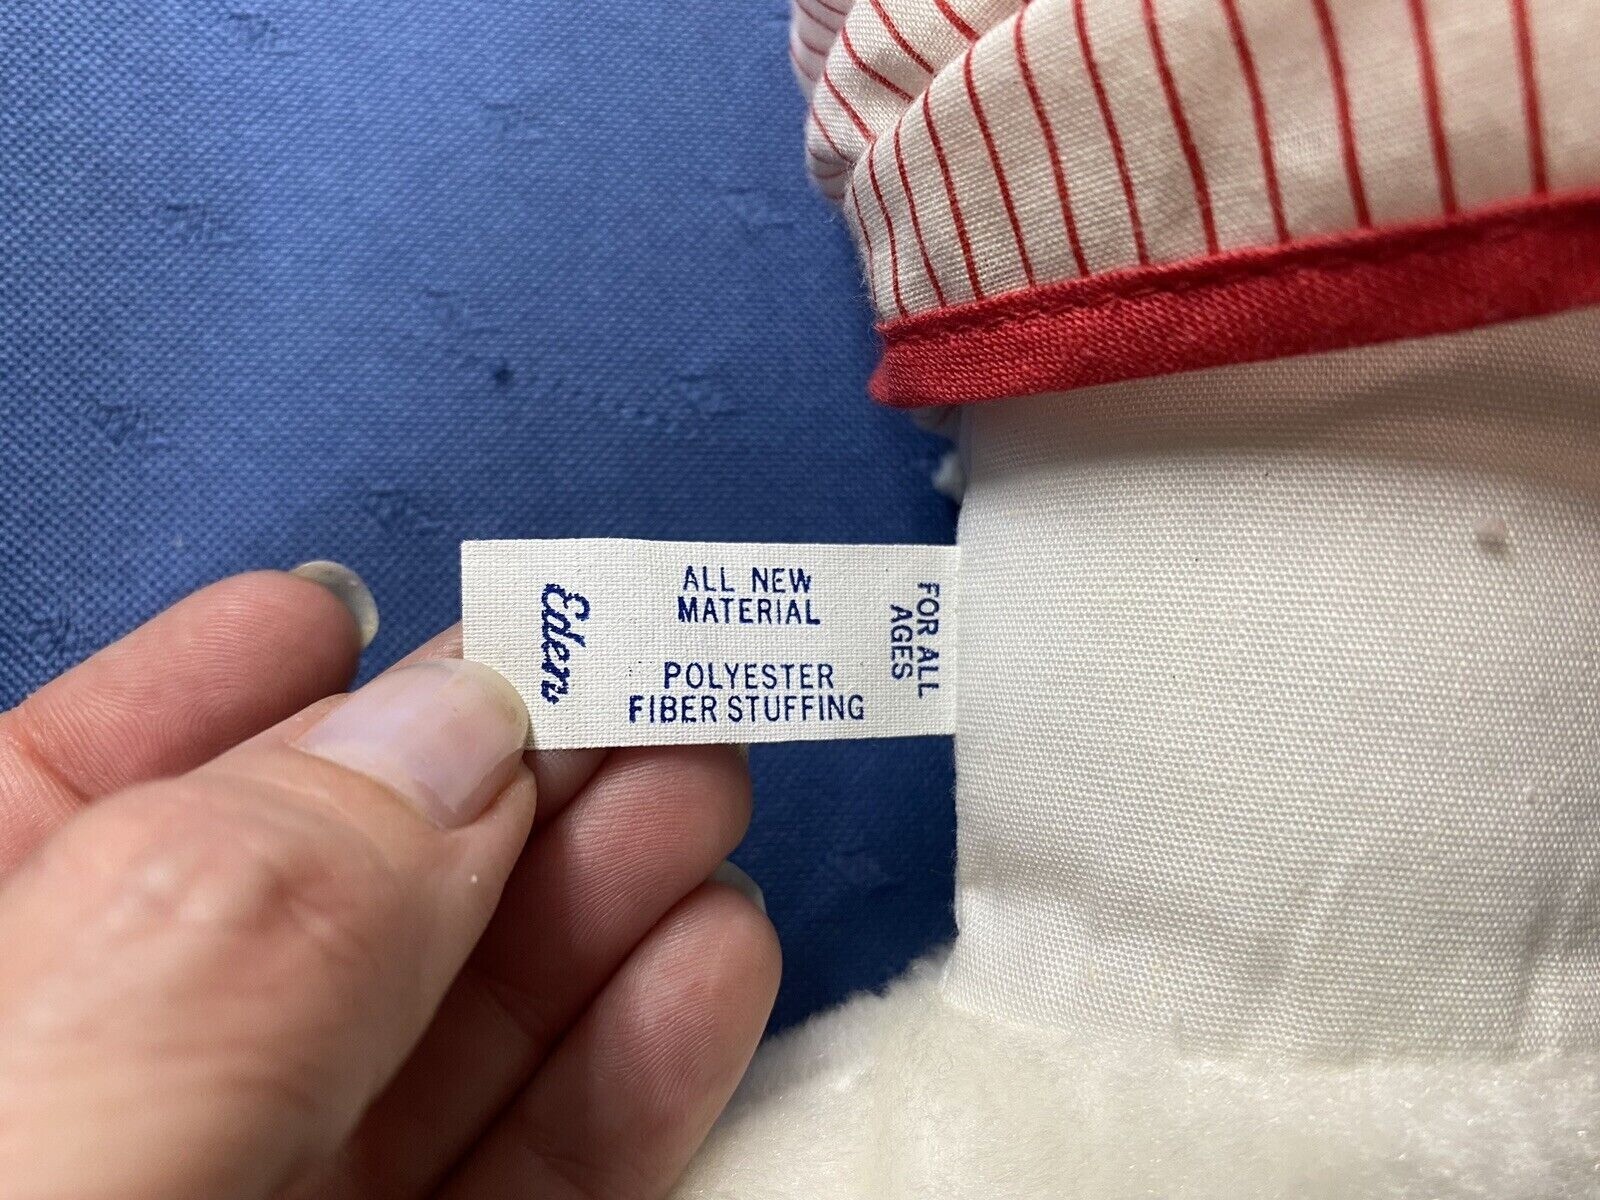 Eden
ALL NEW
MATERIAL
POLYESTER
FIBER STUFFING
FOR ALL
AGES